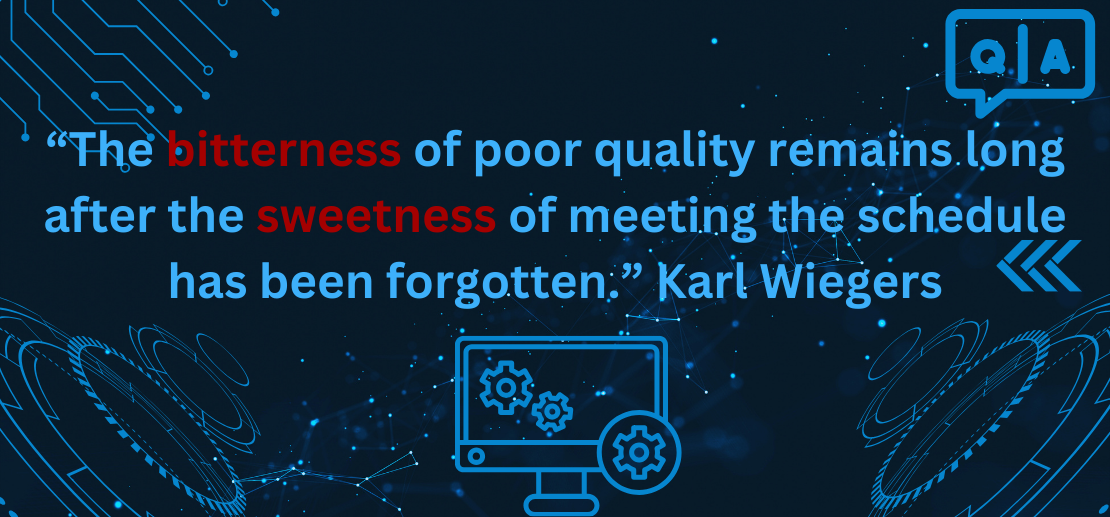 Q|A
“The bitterness of poor quality remains long
after the sweetness of meeting the schedule
has been forgotten.” Karl Wiegers